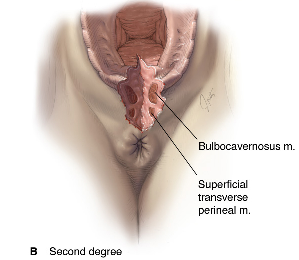 Bulbocavernosus m.
Superficial
transverse
perineal m.
B Second degree